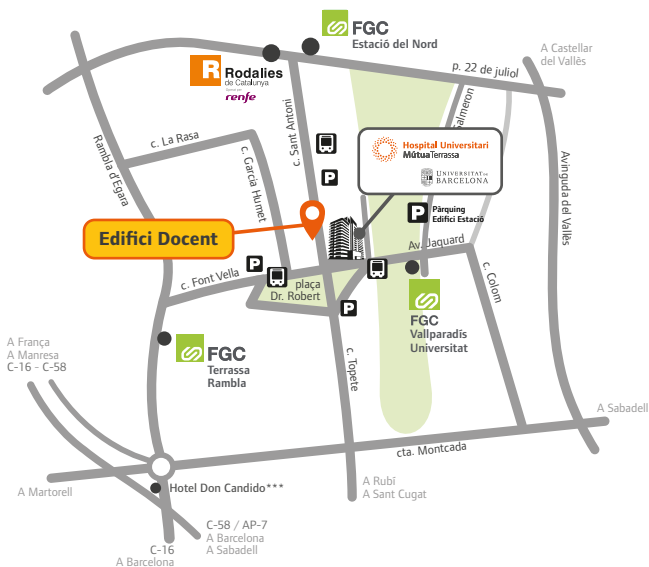 FGC
Estació del Nord
A Castellar
del Vallès
R
Rodalies
de Catalunya
renfe
p. 22 de juliol
Rambla d'Egara
c. La Rasa
c. Garcia Humet
c. Sant Antoni
Salmeron
Hospital Universitari
MútuaTerrassa
UNIVERSITAT DE
BARCELONA
Avinguda del Vallès
P
P
Pàrquing
Edifici Estació
Edifici Docent
Av. Jaquard
P
c. Font Vella
plaça
Dr. Robert
c. Colom
P
FGC
Vallparadís
Universitat
A França
A Manresa
C-16 - C-58
FGC
Terrassa
Rambla
c. Topete
A Sabadell
cta. Montcada
A Martorell
Hotel Don Candido***
A Rubí
A Sant Cugat
C-58 / AP-7
A Barcelona
A Sabadell
C-16
A Barcelona